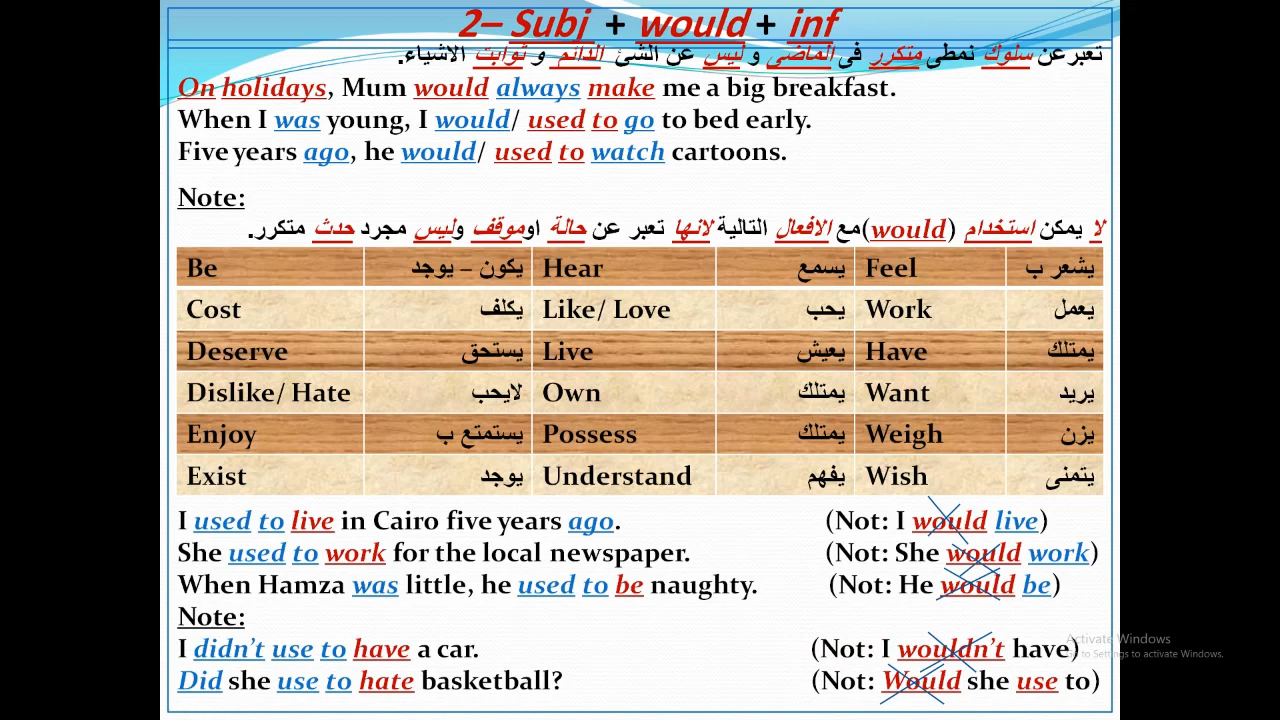 2– Subj + would + inf
تعبرعن سلوك نمطى متكرر فى الماضى و ليس عن الشئ الدائم و ثوابت الاشياء.
On holidays, Mum would always make me a big breakfast.
When I was young, I would/ used to go to bed early.
Five years ago, he would/ used to watch cartoons.
Note:
لا يمكن استخدام (would)مع الافعال التالية لانها تعبر عن حالة اوموقف وليس مجرد حدث متكرر.
Be يكون – يوجد Hear يسمع Feel يشعر ب
Cost يكلف Like/ Love يحب Work يعمل
Deserve يستحق Live يعيش Have يمتلك
Dislike/ Hate لايحب Own يمتلك Want يريد
Enjoy يستمتع ب Possess يمتلك Weigh يزن
Exist يوجد Understand يفهم Wish يتمنى
I used to live in Cairo five years ago. (Not: I would live)
She used to work for the local newspaper. (Not: She would work)
When Hamza was little, he used to be naughty. (Not: He would be)
Note:
I didn't use to have a car. (Not: I wouldn't have)
Did she use to hate basketball? (Not: Would she use to)
Activate Windows
Go to Settings to activate Windows.